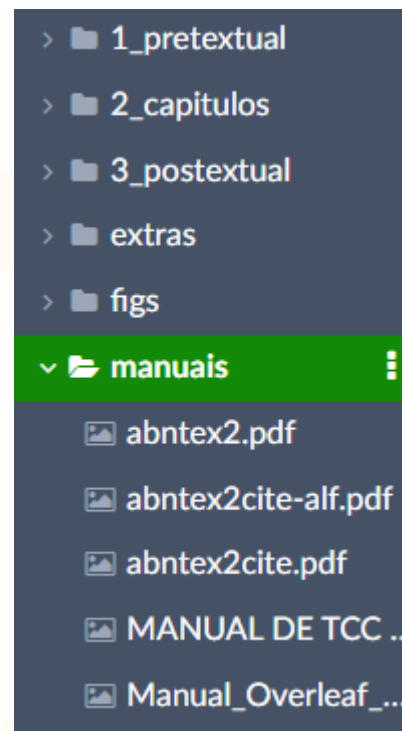 1_pretextual
2_capitulos
3_postextual
extras
figs
manuais
abntex2.pdf
abntex2cite-alf.pdf
abntex2cite.pdf
MANUAL DE TCC ...
Manual_Overleaf_...